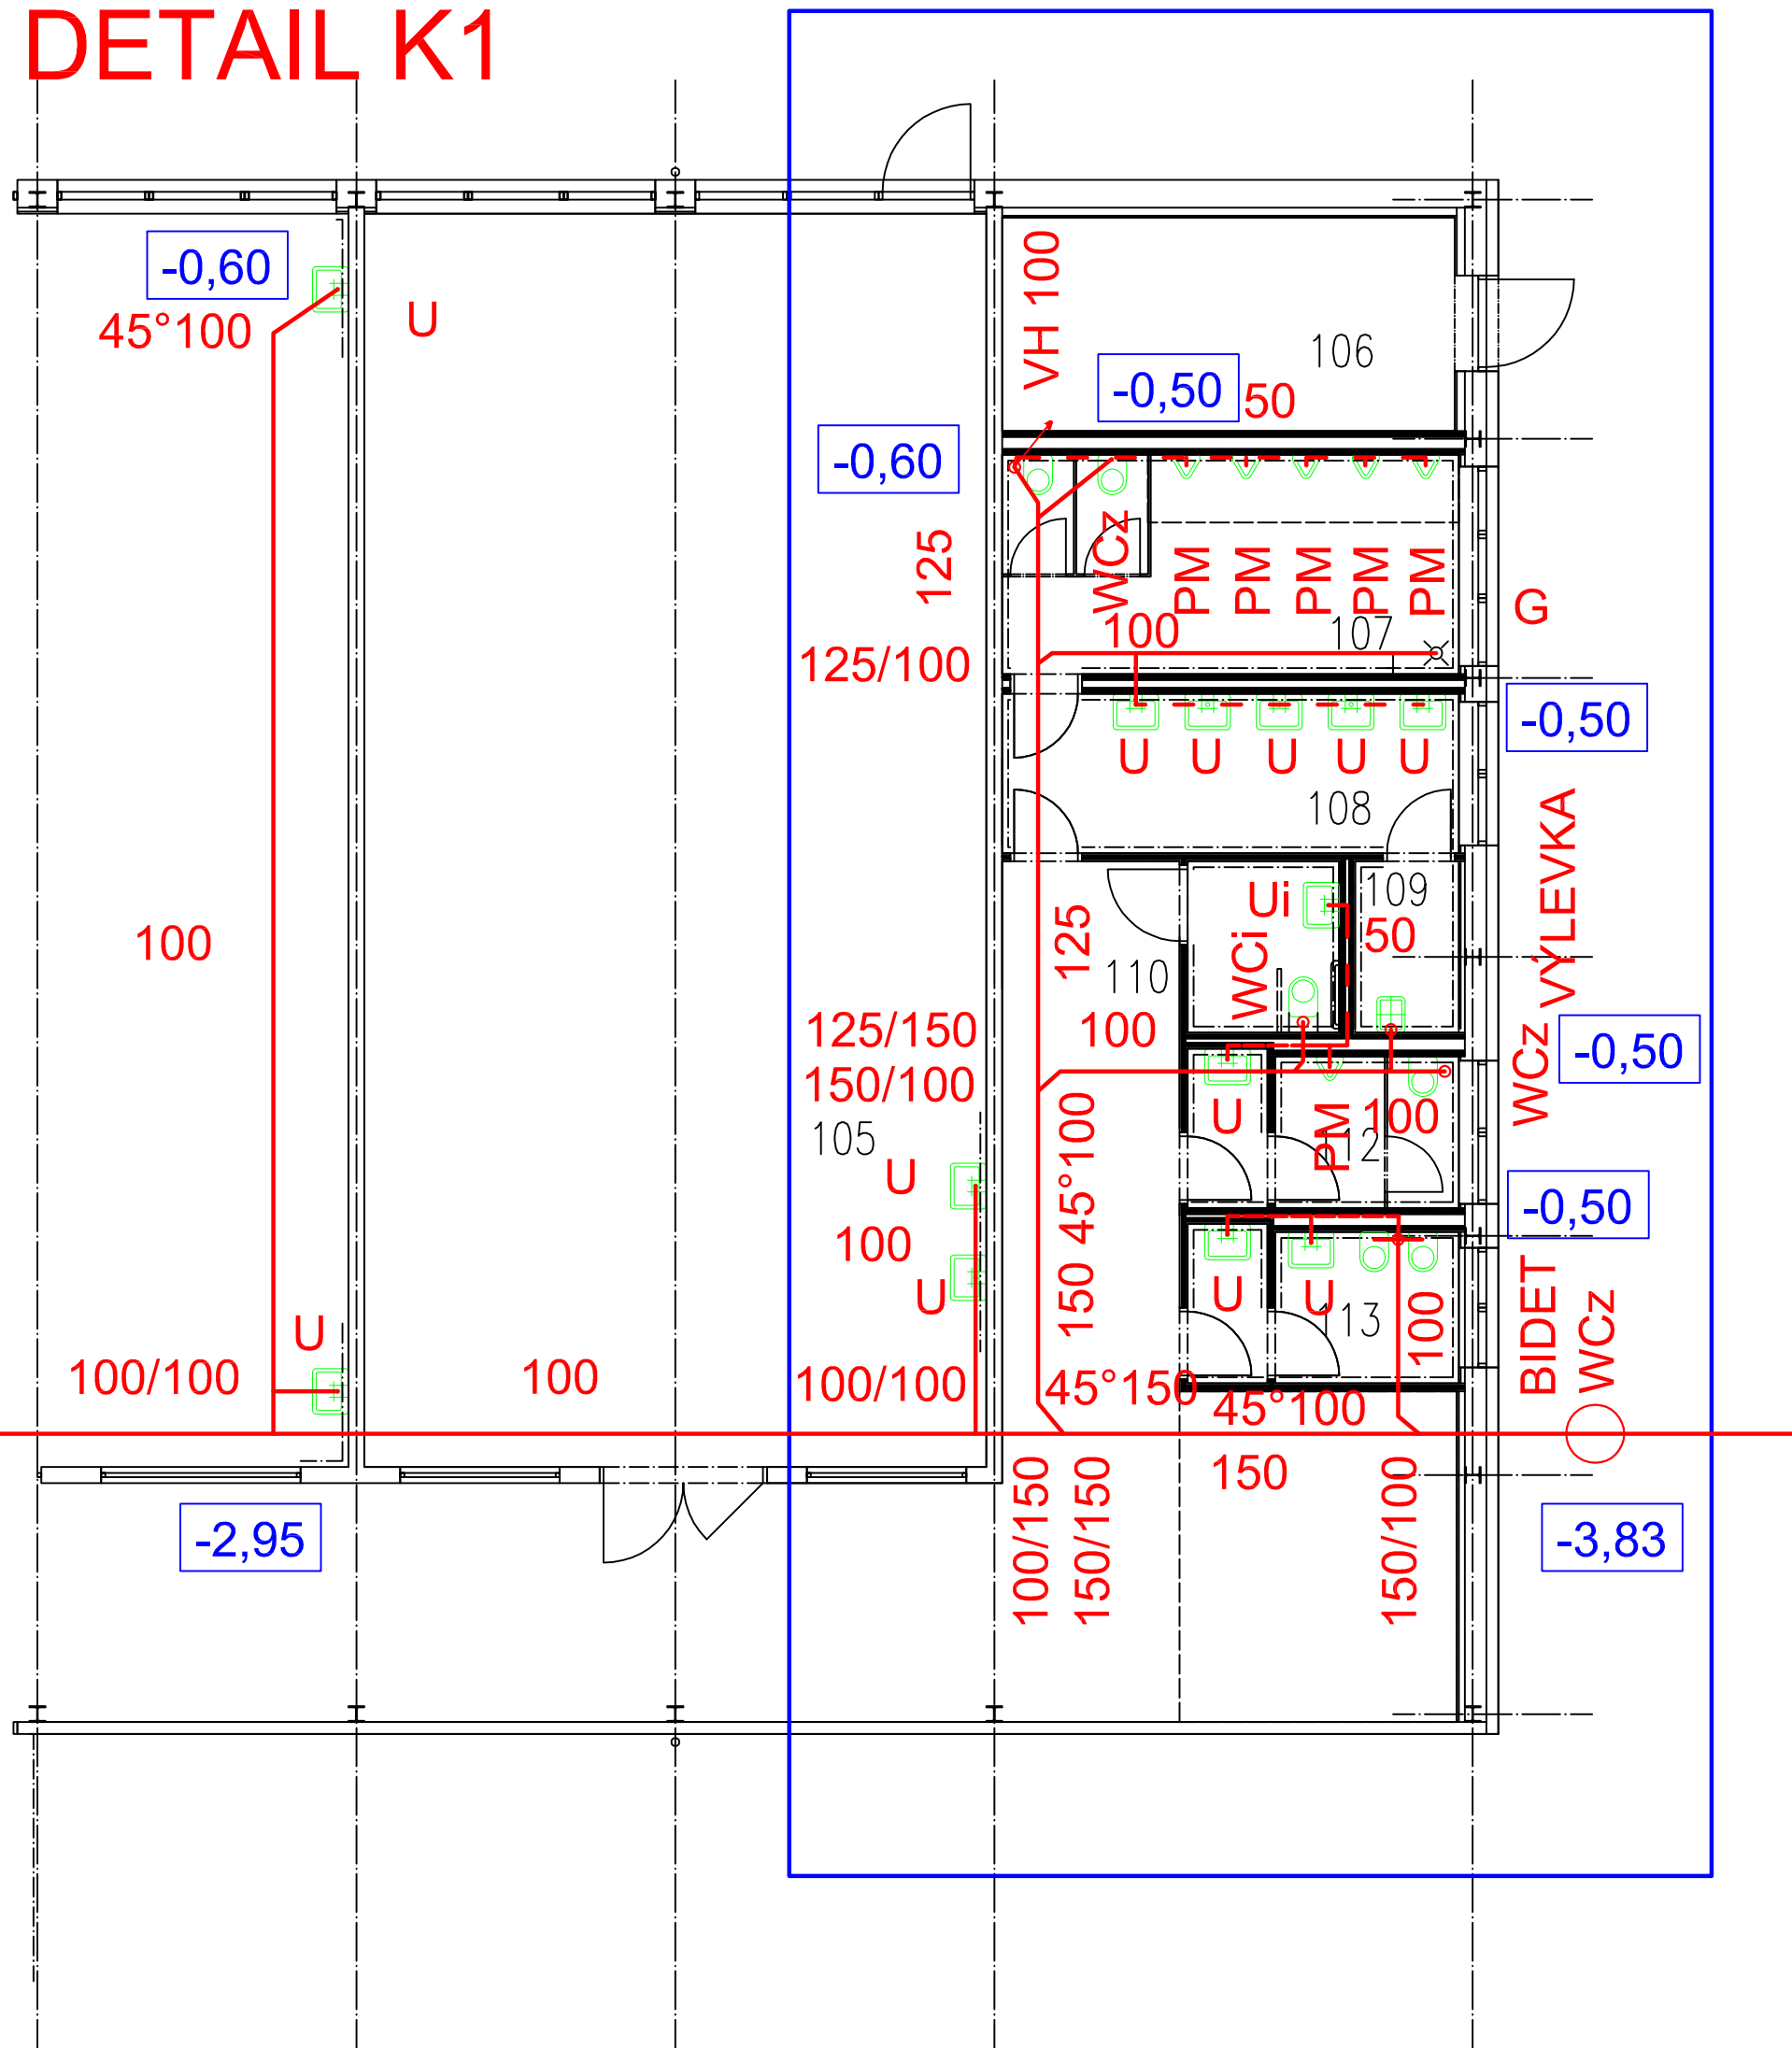 DETAIL K1
-0,60
45°100
U
VH 100
106
-0,50
50
-0,60
125
WCz
PM
PM
PM
PM
PM
G
100
107
125/100
-0,50
U
U
U
U
U
108
VÝLEVKA
109
Ui
50
WCi
125
110
100
100
125/150
150/100
105
WCz
-0,50
U
PM
100
12
150 45°100
U
100
U
-0,50
U
U
113
100
BIDET
WCz
U
100/100
100
100/100
45°150
45°100
150
100/150
150/150
150/100
-2,95
-3,83